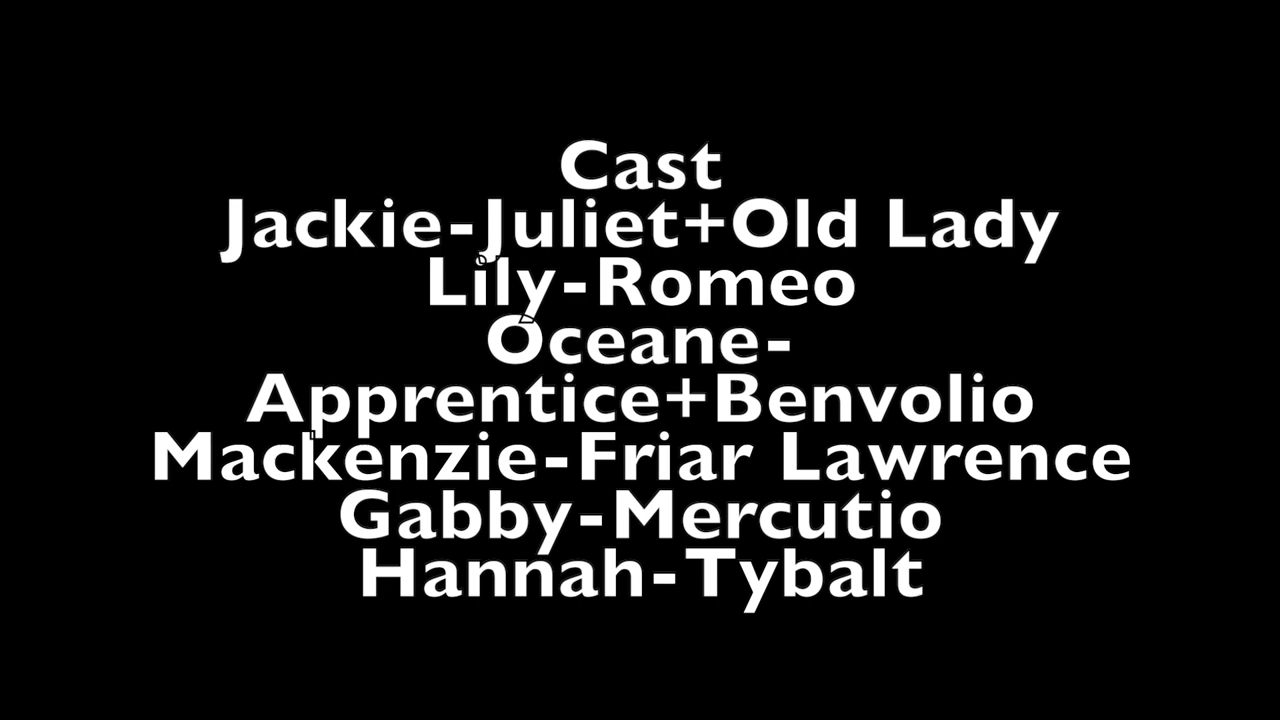 Cast
Jackie-Juliet+Old Lady
Lily-Romeo
Oceane-
Apprentice+Benvolio
Mackenzie-Friar Lawrence
Gabby-Mercutio
Hannah-Tybalt